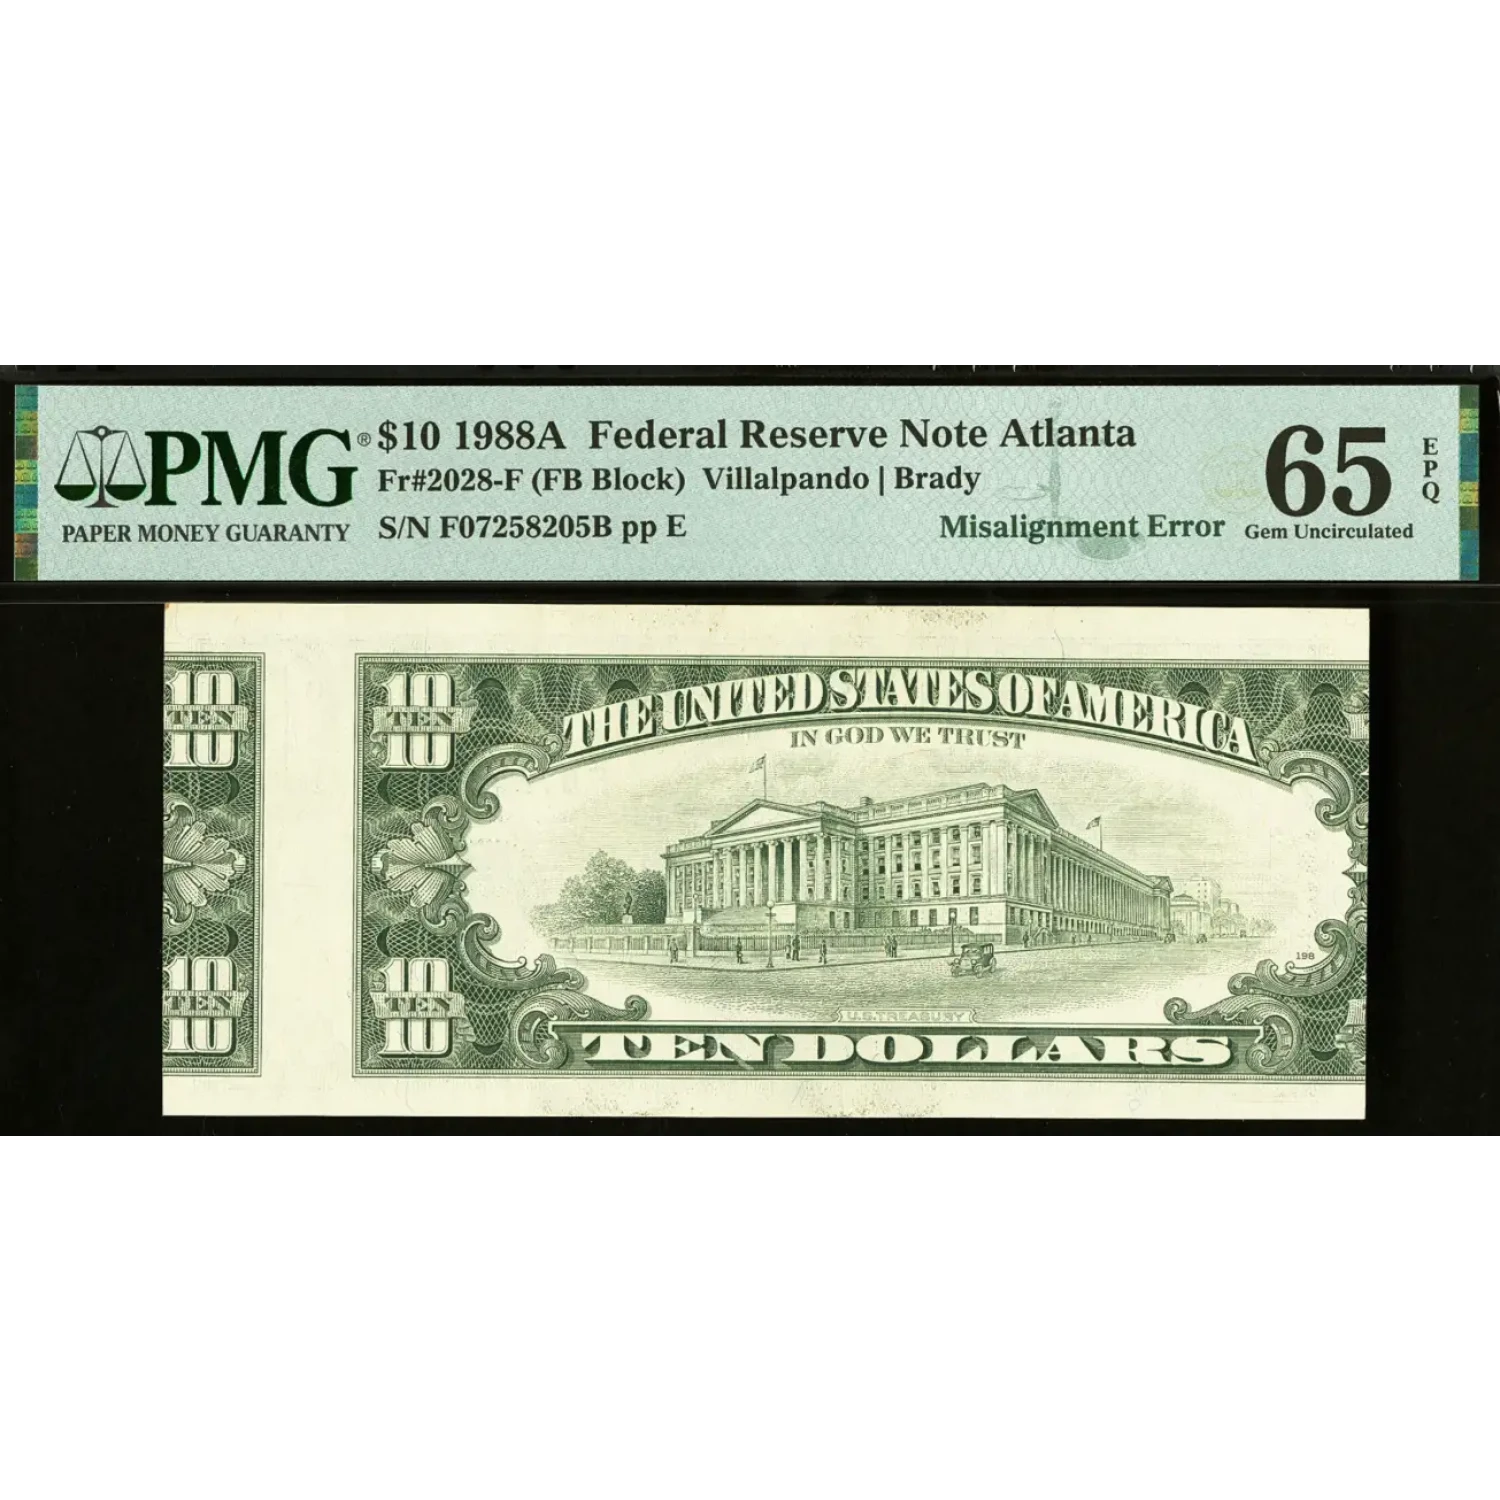 PMG®
PAPER MONEY GUARANTY
$10 1988A Federal Reserve Note Atlanta
Fr#2028-F (FB Block) Villalpando | Brady
S/N F07258205B pp E
Misalignment Error
65
Gem Uncirculated
EPQ
10
TEN
10
10
TEN
10
THE UNITED STATES OF AMERICA
IN GOD WE TRUST
10
TEN
10
10
TEN
10
198
U.S. TREASURY
TEN DOLLARS